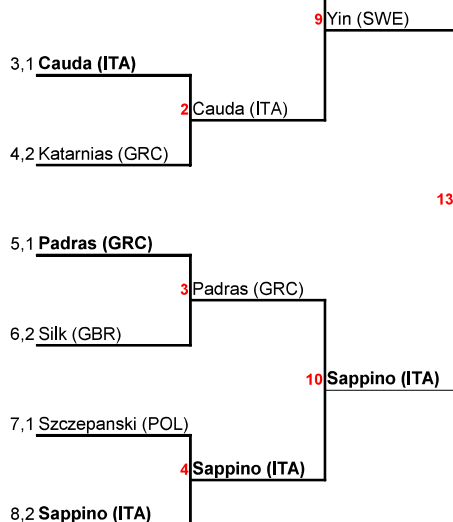 9 Yin (SWE)
3,1 Cauda (ITA)
2 Cauda (ITA)
4,2 Katarnias (GRC)
13
5,1 Padras (GRC)
3 Padras (GRC)
6,2 Silk (GBR)
10 Sappino (ITA)
7,1 Szczepanski (POL)
4 Sappino (ITA)
8,2 Sappino (ITA)